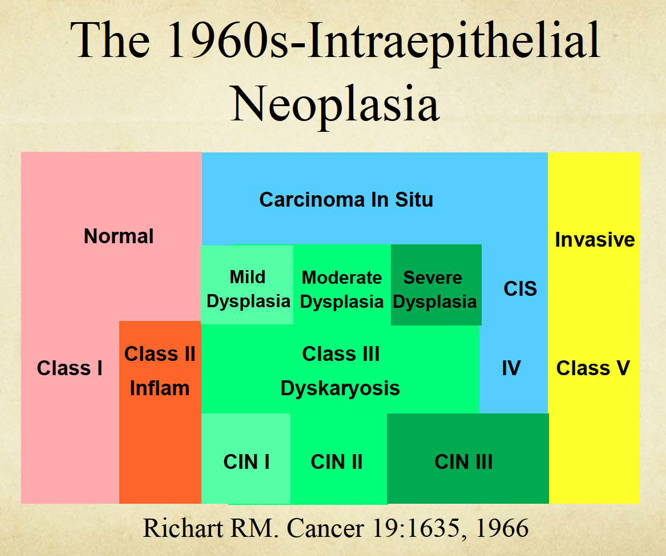 The 1960s-Intraepithelial
Neoplasia
Carcinoma In Situ
Normal
Invasive
Mild
Dysplasia
Moderate
Dysplasia
Severe
Dysplasia
CIS
Class I
Class II
Inflam
Class III
Dyskaryosis
IV
Class V
CIN I
CIN II
CIN III
Richart RM. Cancer 19:1635, 1966